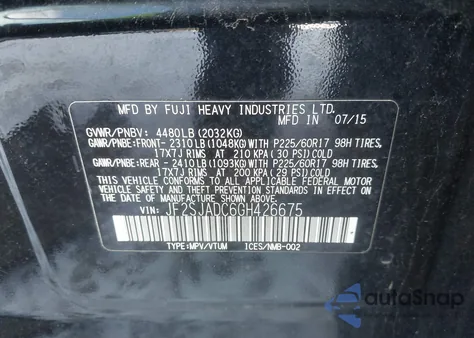 MFD BY FUJI HEAVY INDUSTRIES LTD.
MFD IN 07/15
GVWR/PNBV: 4480LB(2032KG)
GAWR/PNBE:FRONT- 2310LB(1048KG)WITH P225/60R17 98H TIRES,
17X7J RIMS AT 210 KPA(30 PSI)COLD
GAWR/PNBE:REAR- 2410LB(1093KG)WITH P225/60R17 98H TIRES,
17X7J RIMS AT 200 KPA(29 PSI)COLD
THIS VEHICLE CONFORMS TO ALL APPLICABLE FEDERAL MOTOR
VEHICLE SAFETY, BUMPER, AND THEFT PREVENTION STANDARDS IN EFFECT ON
THE DATE OF MANUFACTURE SHOWN ABOVE.
VIN: JF2SJADC6GH426675
TYPE:MPV/VTUM ICES/NMB-002
autoSnap